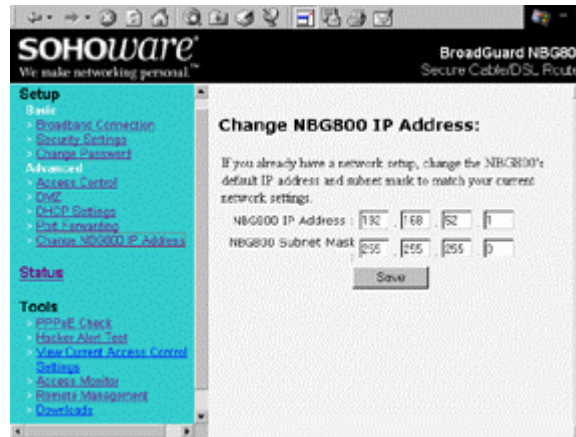 SOHOware
We make networking personal.™
BroadGuard NBG80
Secure Cable/DSL Route
Setup
Basic
> Broadband Connection
> Security Settings
> Change Password
Advanced
> Access Control
> DMZ
> DHCP Settings
> Port Forwarding
> Change NBG800 IP Address
Status
Tools
> PPPoE Check
> Hacker Alert Test
> View Current Access Control
Settings
> Access Monitor
> Remote Management
> Downloads
Change NBG800 IP Address:
If you already have a network setup, change the NBG800's
default IP address and subnet mask to match your current
network settings.
NBG800 IP Address : 192 . 168 . 62 . 1
NBG800 Subnet Mask : 255 . 255 . 255 . 0
Save